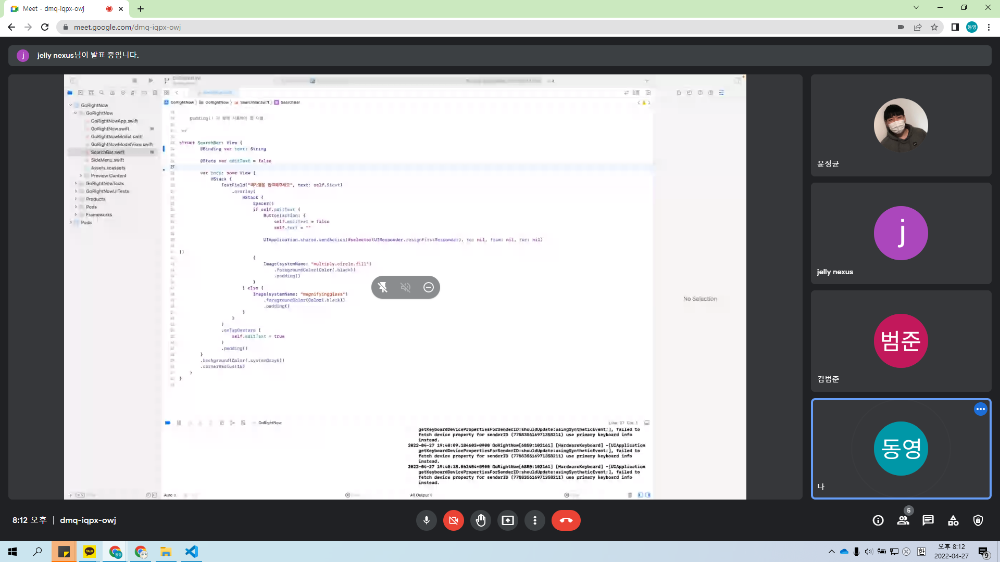 Meet - dmq-iqpx-owj
meet.google.com/dmq-iqpx-owj
동영
j
jelly nexus님이 발표 중입니다.
GoRightNow
GoRightNow
GoRightNowApp.swift
GoRightNow.swift M
GoRightNowModel.swift
GoRightNowModelView.swift
SearchBar.swift M
SideMenu.swift
Assets.xcassets
Preview Content
GoRightNowTests
GoRightNowUITests
Products
Pods
Frameworks
Pods
GoRightNow GoRightNow SearchBar.swift SearchBar
struct SearchBar: View {
@Binding var text: String
@State var editText = false
27
var body: some View {
HStack {
TextField("국가명을 입력해주세요", text: self.$text)
.overlay(
HStack {
Spacer()
if self.editText {
Button(action: {
self.editText = false
self.text = ""
UIApplication.shared.sendAction(#selector(UIResponder.resignFirstResponder), to: nil, from: nil, for: nil)
})
{
Image(systemName: "multiply.circle.fill")
.foregroundColor(Color(.black))
.padding()
}
} else {
Image(systemName: "magnifyingglass")
.foregroundColor(Color(.black))
.padding()
}
}
)
.onTapGesture {
self.editText = true
}
.padding()
}
.background(Color(.systemGray6))
.cornerRadius(15)
}
}
No Selection
GoRightNow
Line: 27 Col: 1
getKeyboardDevicePropertiesForSenderID:shouldUpdate:usingSyntheticEvent:], failed to
fetch device property for senderID (778835616971358211) use primary keyboard info
instead.
2022-04-27 19:40:09.184603+0900 GoRightNow[6850:103161] [HardwareKeyboard] -[UIApplication
getKeyboardDevicePropertiesForSenderID:shouldUpdate:usingSyntheticEvent:], failed to
fetch device property for senderID (778835616971358211) use primary keyboard info
instead.
2022-04-27 19:40:18.562454+0900 GoRightNow[6850:103161] [HardwareKeyboard] -[UIApplication
getKeyboardDevicePropertiesForSenderID:shouldUpdate:usingSyntheticEvent:], failed to
fetch device property for senderID (778835616971358211) use primary keyboard info
instead.
Auto
All Output
윤정균
j
jelly nexus
범준
김범준
동영
나
8:12 오후 | dmq-iqpx-owj
5
TALK
동영
한
오후 8:12
2022-04-27
9